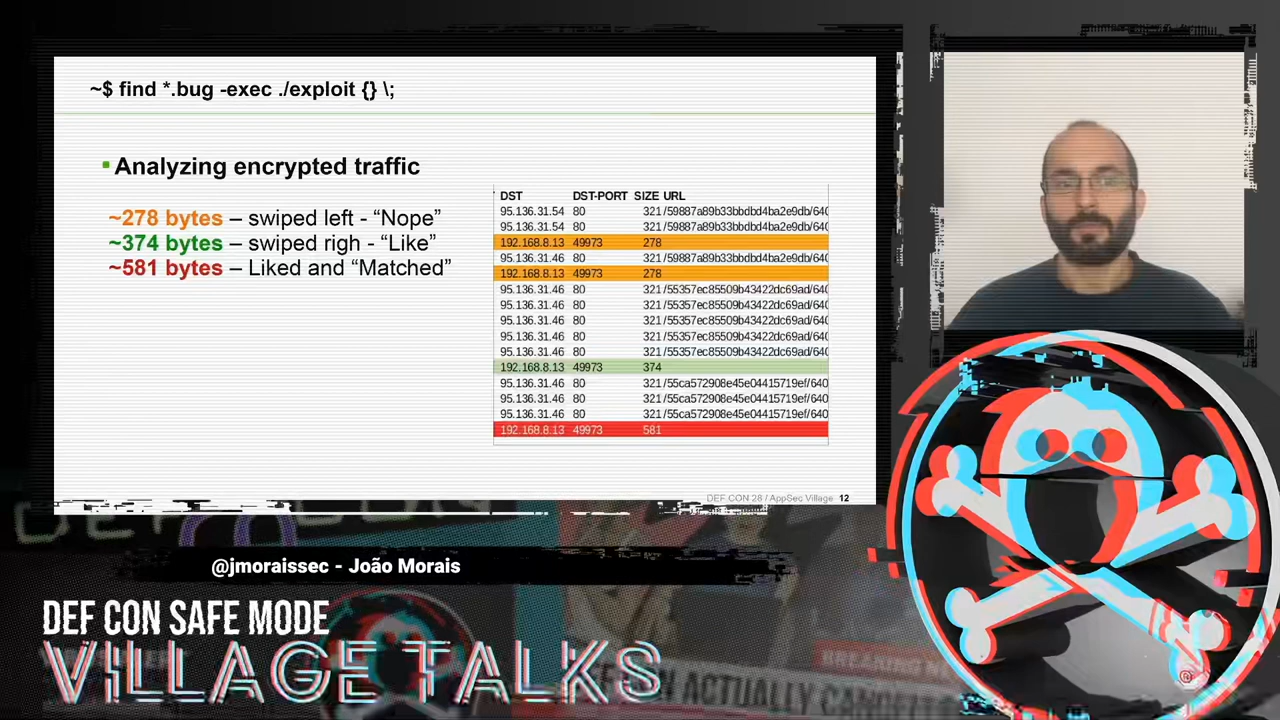 ~$ find *.bug -exec ./exploit {} \;
Analyzing encrypted traffic
~278 bytes – swiped left - “Nope”
~374 bytes – swiped righ - “Like”
~581 bytes – Liked and “Matched”
DST DST-PORT SIZE URL
95.136.31.54 80 321 /59887a89b33bbdbd4ba2e9db/640
95.136.31.54 80 321 /59887a89b33bbdbd4ba2e9db/640
192.168.8.13 49973 278
95.136.31.46 80 321 /59887a89b33bbdbd4ba2e9db/640
192.168.8.13 49973 278
95.136.31.46 80 321 /55357ec85509b43422dc69ad/640
95.136.31.46 80 321 /55357ec85509b43422dc69ad/640
95.136.31.46 80 321 /55357ec85509b43422dc69ad/640
95.136.31.46 80 321 /55357ec85509b43422dc69ad/640
95.136.31.46 80 321 /55357ec85509b43422dc69ad/640
192.168.8.13 49973 374
95.136.31.46 80 321 /55ca572908e45e04415719ef/640
95.136.31.46 80 321 /55ca572908e45e04415719ef/640
95.136.31.46 80 321 /55ca572908e45e04415719ef/640
192.168.8.13 49973 581
DEF CON 28 / AppSec Village 12
DEF CON
@jmoraissec - João Morais
DEF CON SAFE MODE
VILLAGE TALKS
BREAKING
ACTUALLY